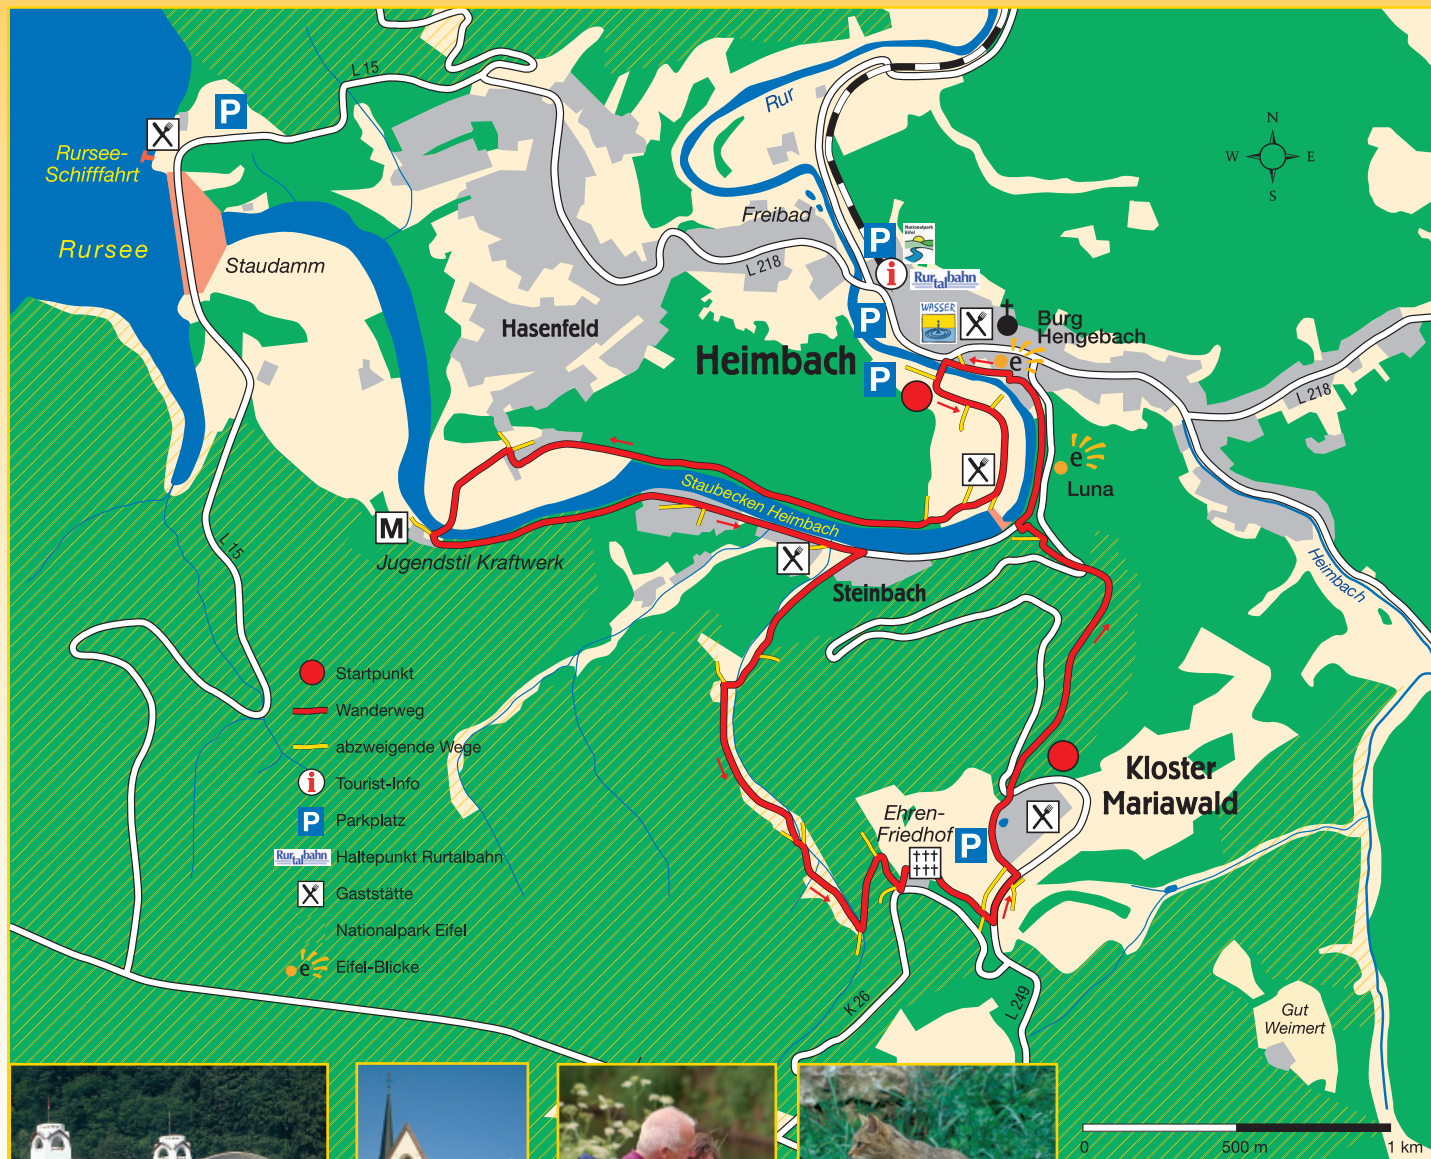 L 15
P
Rursee-
Schifffahrt
Rursee
Staudamm
Rur
Freibad
N
W
E
S
L 218
P
Nationalpark
Eifel
i
Rurtalbahn
WASSER
P
Hasenfeld
Heimbach
Burg
Hengebach
e
P
L 218
e
Luna
Staubecken Heimbach
M
Jugendstil Kraftwerk
L 15
Steinbach
Heimbach
Startpunkt
Wanderweg
abzweigende Wege
i
Tourist-Info
P
Parkplatz
Rurtalbahn
Haltepunkt Rurtalbahn
Gaststätte
Nationalpark Eifel
e
Eifel-Blicke
Kloster
Mariawald
Ehren-
Friedhof
P
K 26
L 249
Gut
Weimert
0
500 m
1 km